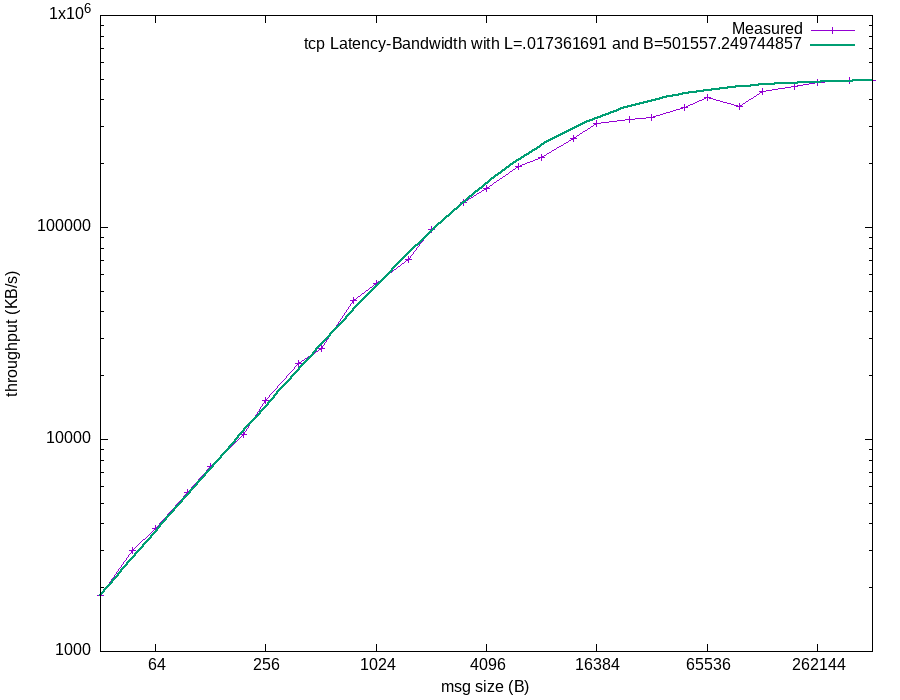 1x10⁶
Measured
tcp Latency-Bandwidth with L=.017361691 and B=501557.249744857
100000
throughput (KB/s)
10000
1000
64 256 1024 4096 16384 65536 262144
msg size (B)